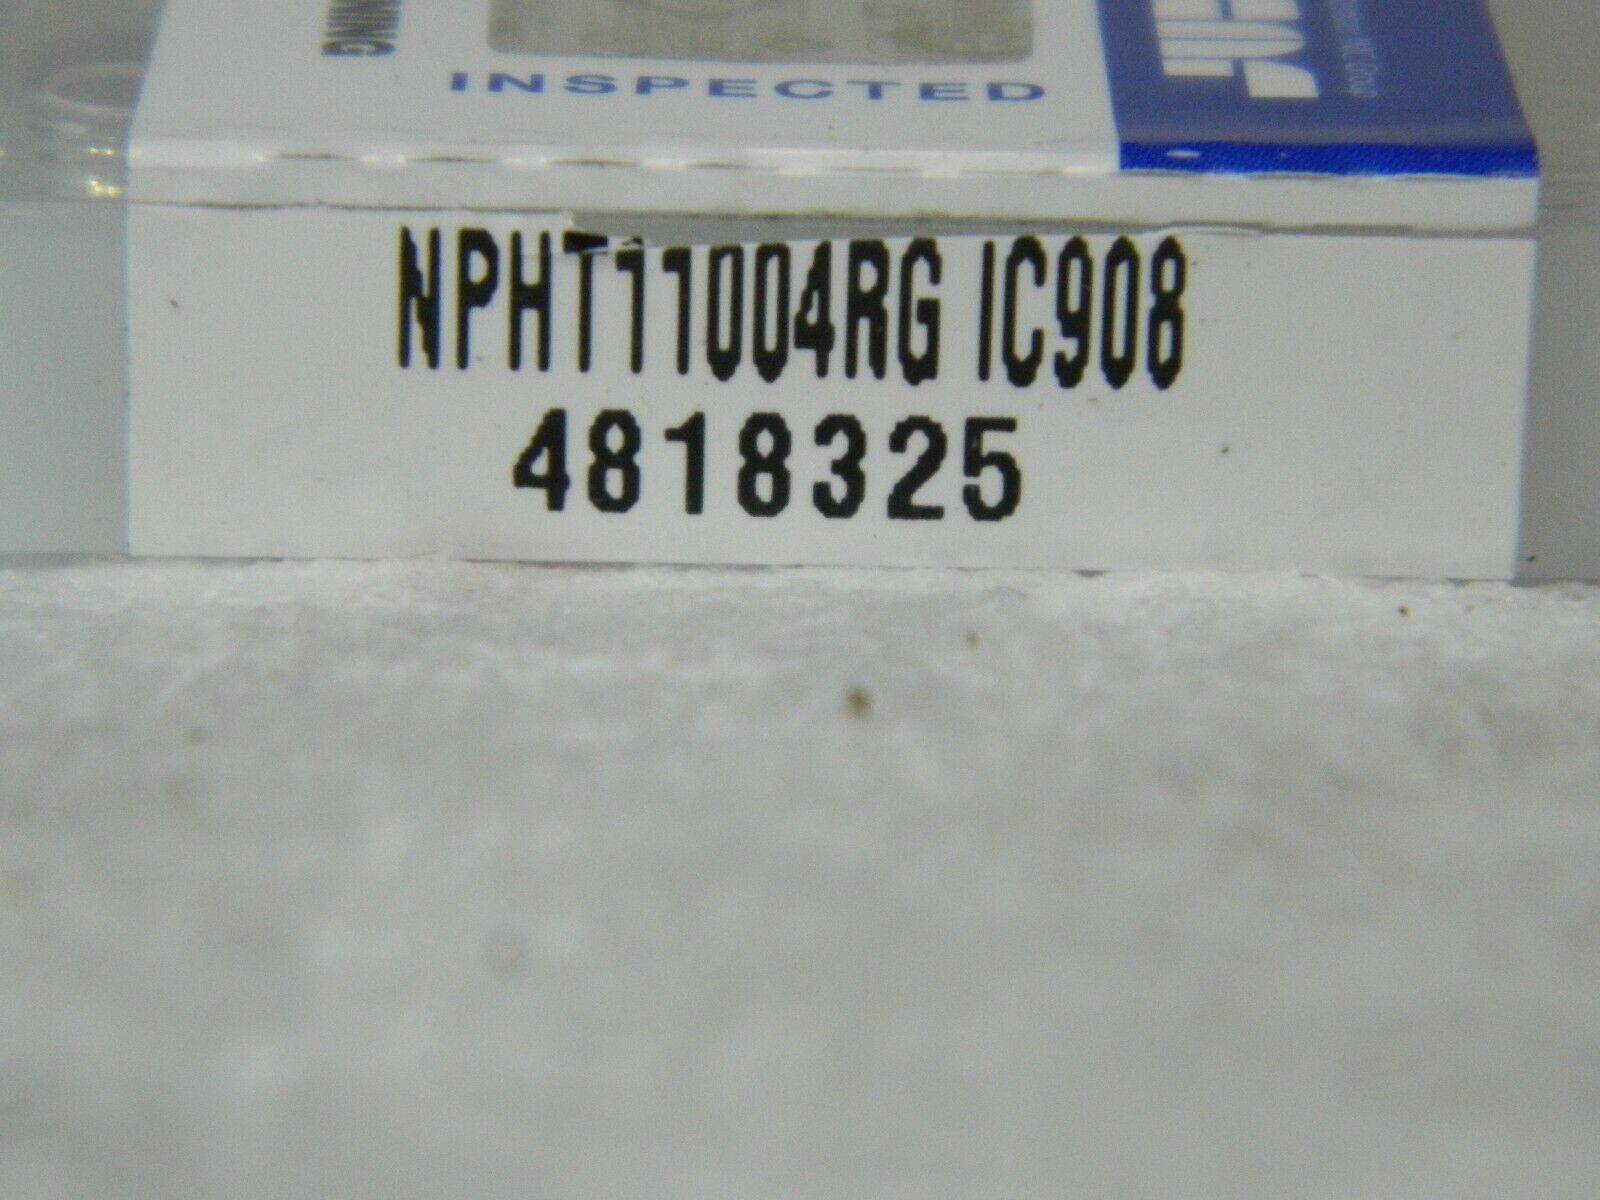 INSPECTED
NPHT11004RG IC908
4818325